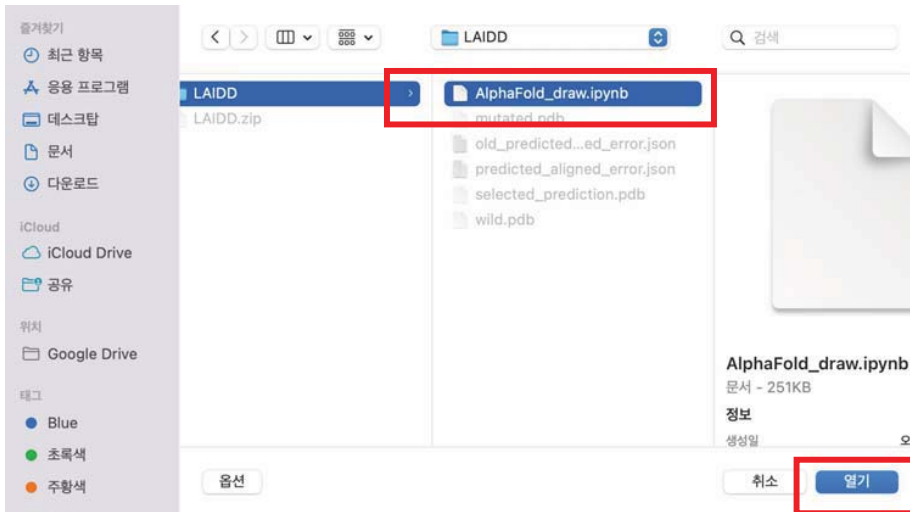 즐겨찾기
최근 항목
응용 프로그램
데스크탑
문서
다운로드
iCloud
iCloud Drive
공유
위치
Google Drive
태그
Blue
초록색
주황색
LAIDD
검색
LAIDD
LAIDD.zip
AlphaFold_draw.ipynb
mutated.pdb
old_predicted...ed_error.json
predicted_aligned_error.json
selected_prediction.pdb
wild.pdb
AlphaFold_draw.ipynb
문서 - 251KB
정보
생성일 오
옵션
취소
열기